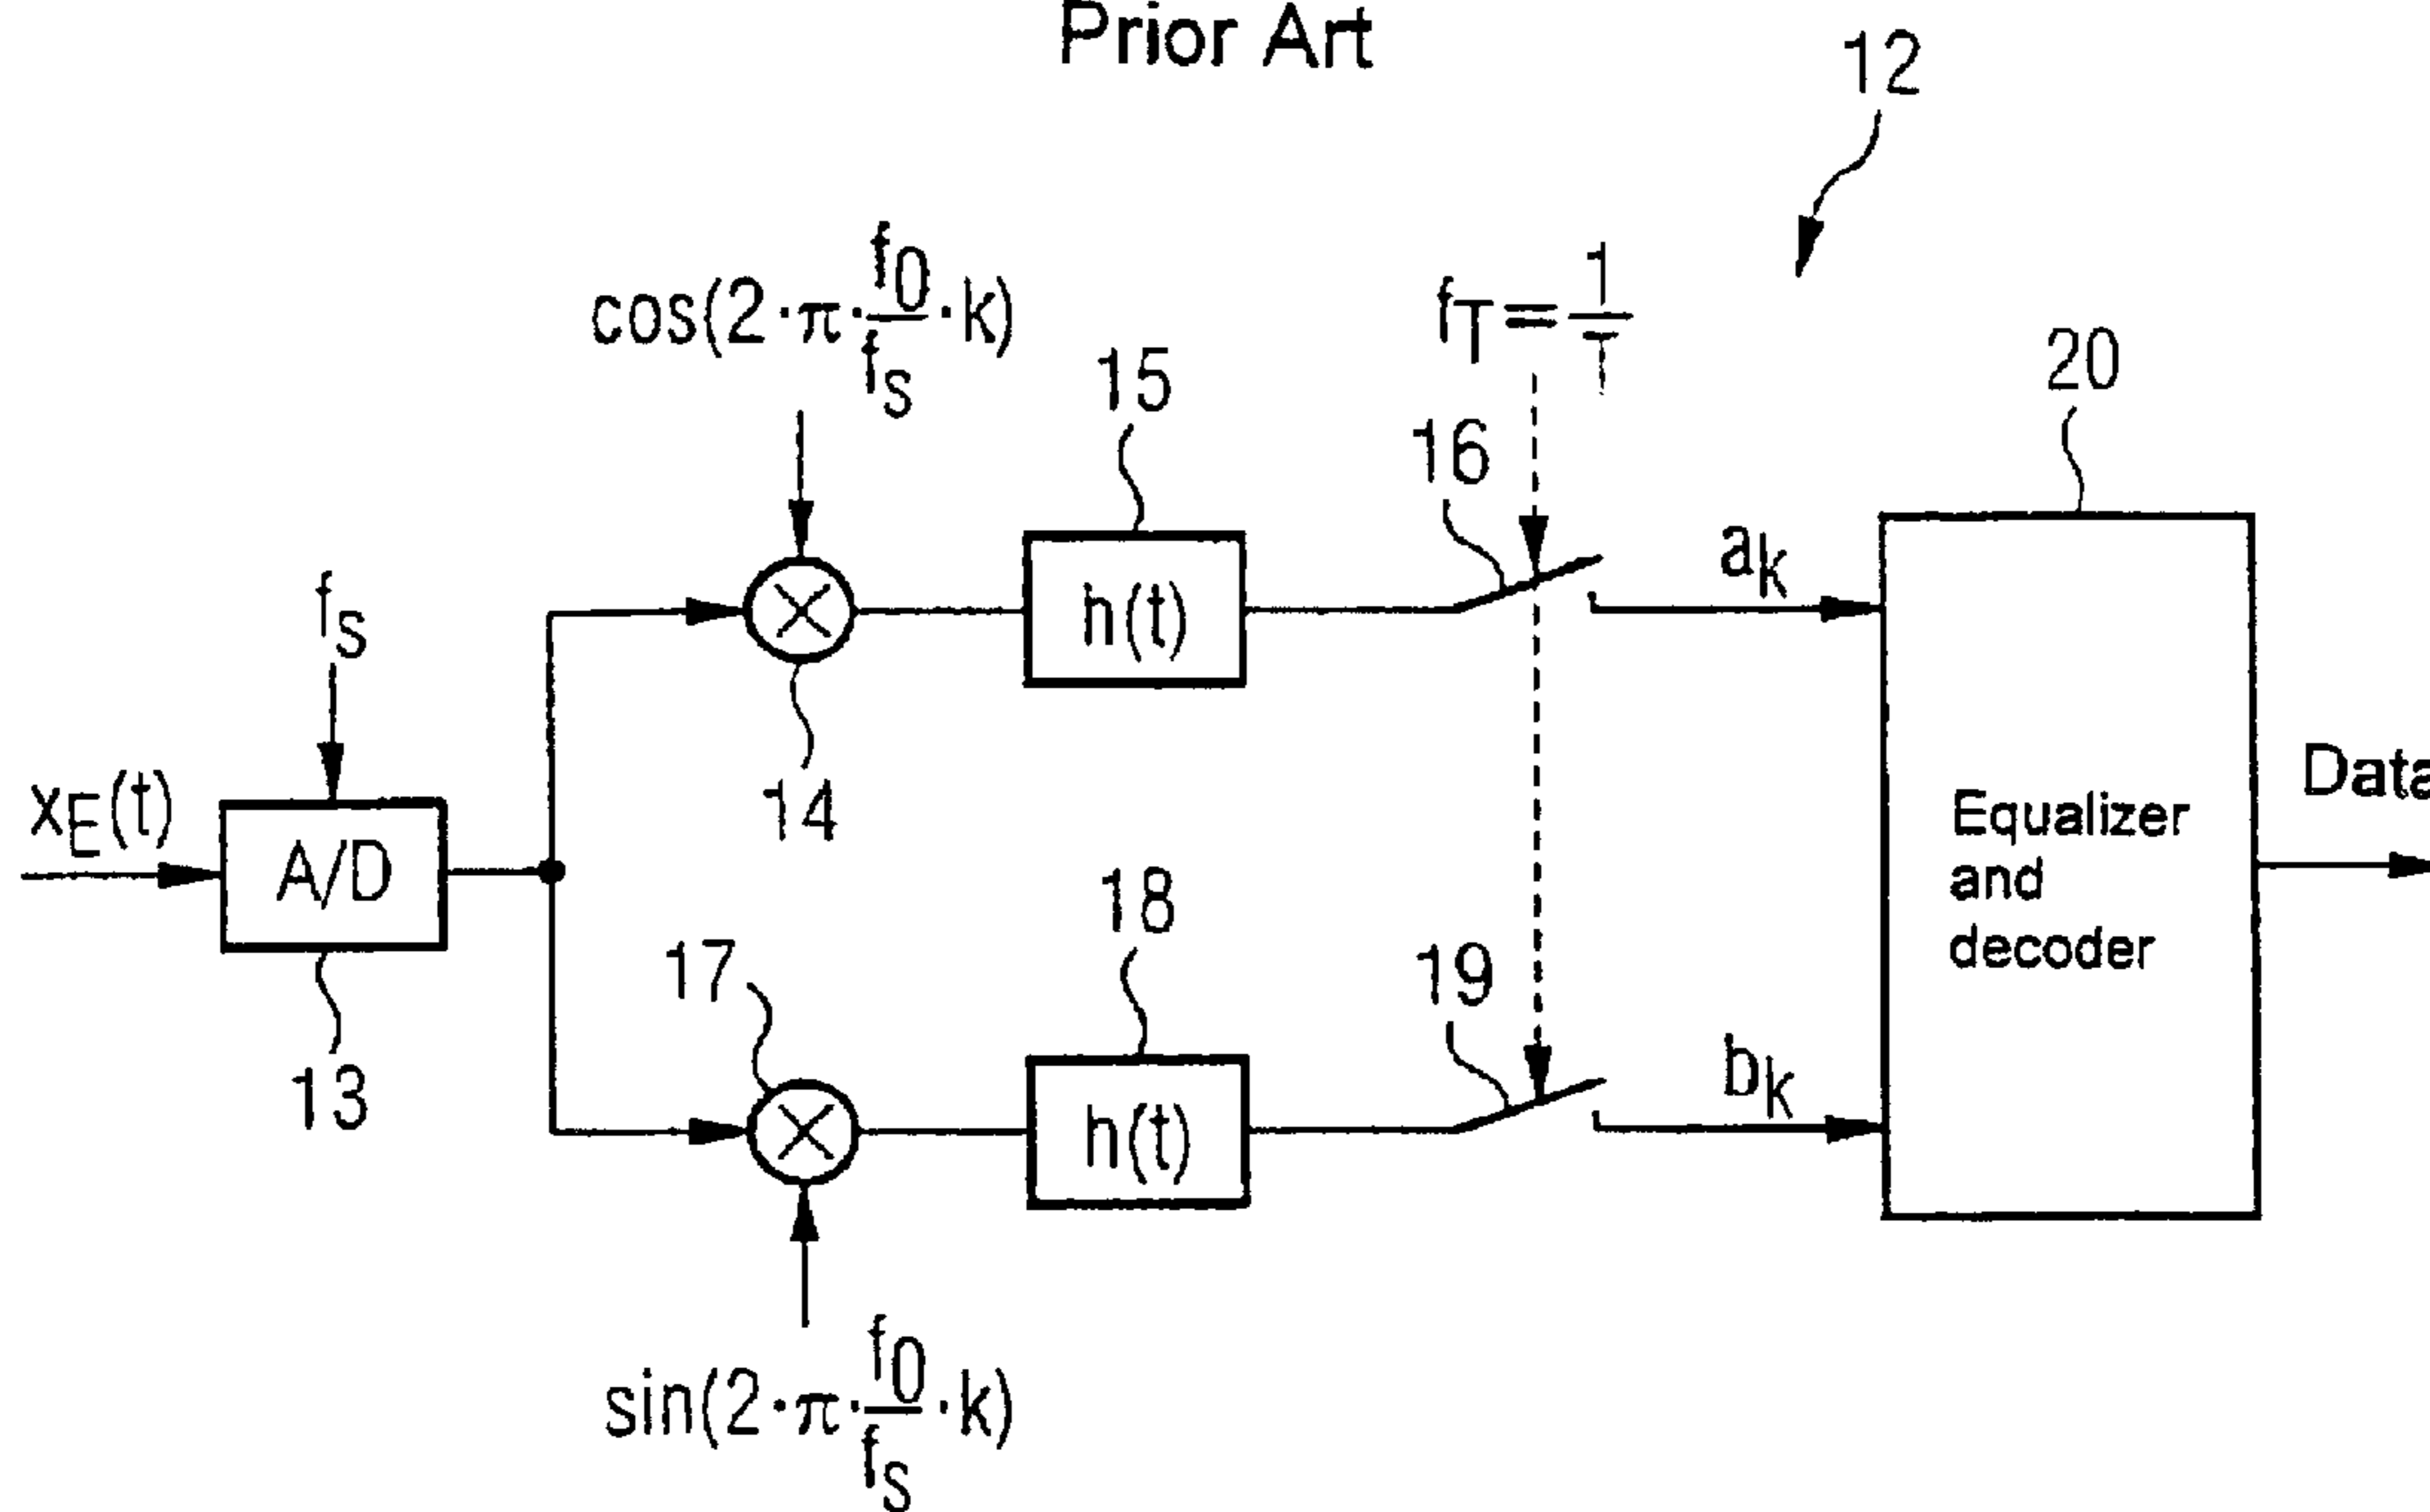 Prior Art
12
cos(2·π·f0/fs·k)
fT=1/T
15
20
16
ak
fs
h(t)
14
xE(t)
A/D
Data
Equalizer
and
decoder
18
17
19
13
bk
h(t)
sin(2·π·f0/fs·k)